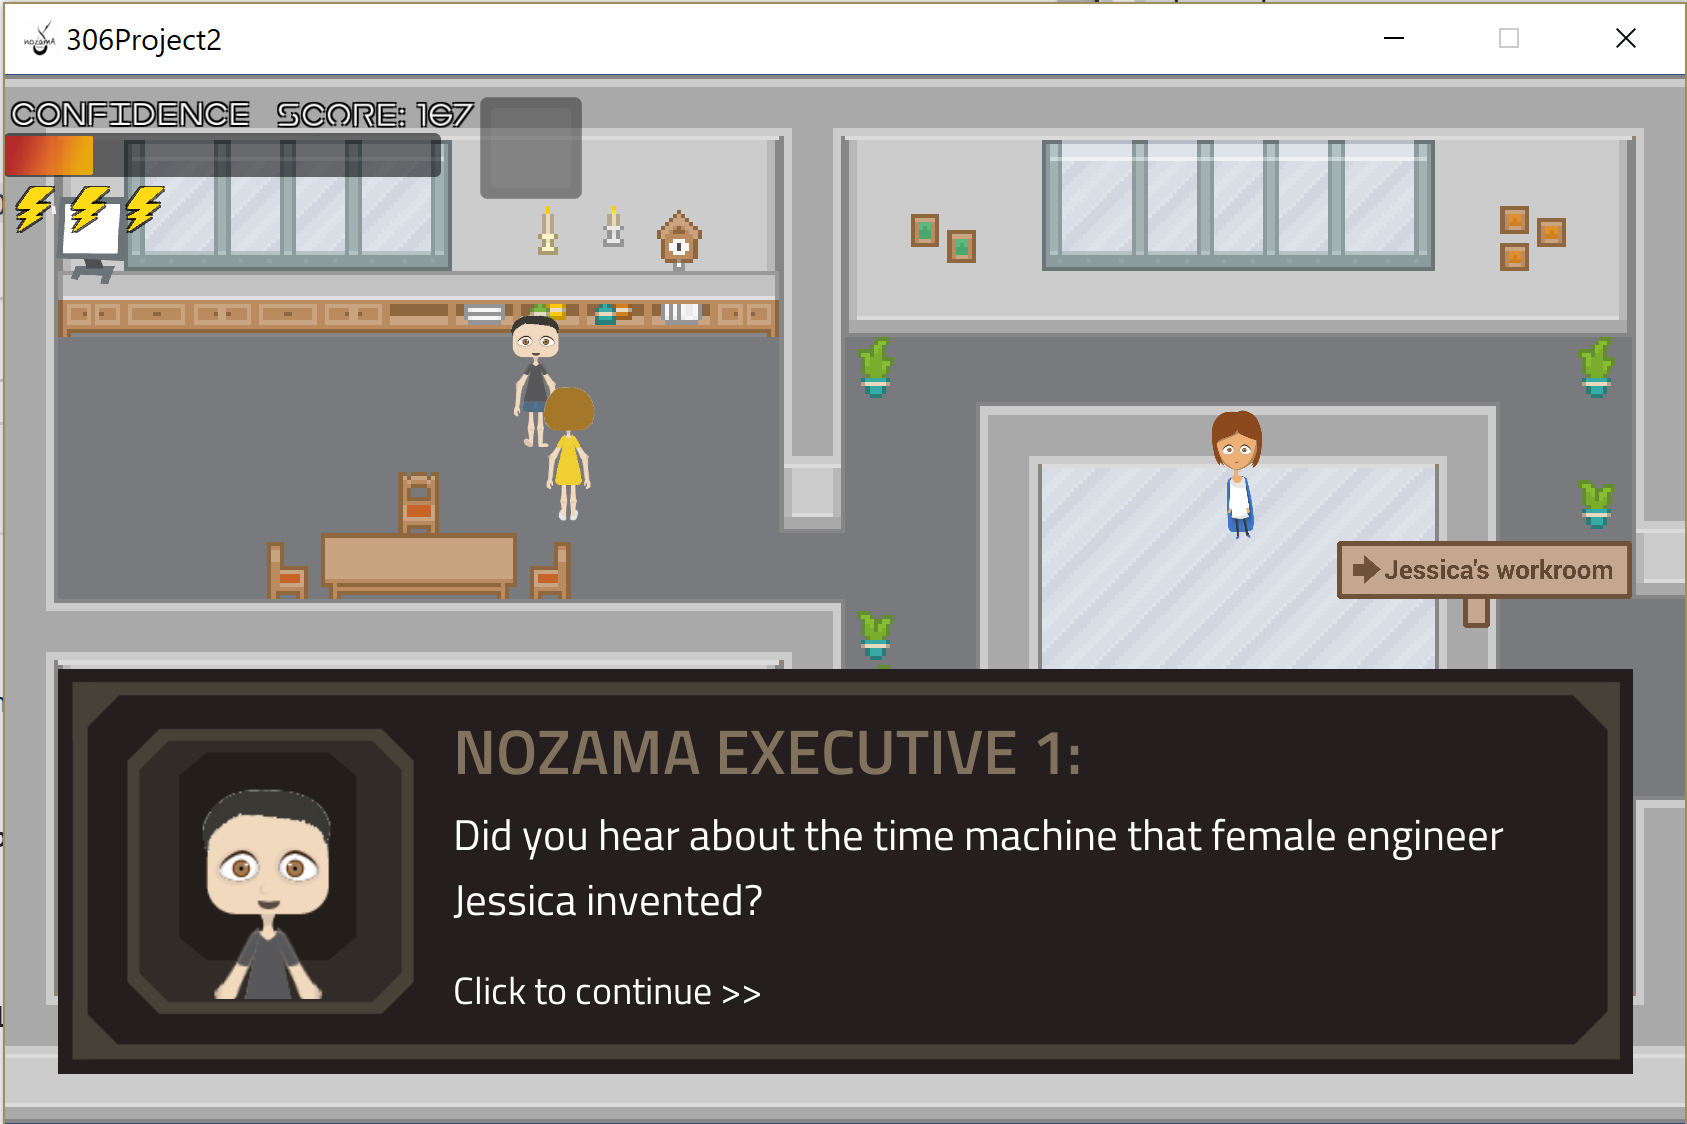 nozamA
306Project2
CONFIDENCE SCORE: 167
Jessica's workroom
NOZAMA EXECUTIVE 1:
Did you hear about the time machine that female engineer
Jessica invented?
Click to continue >>